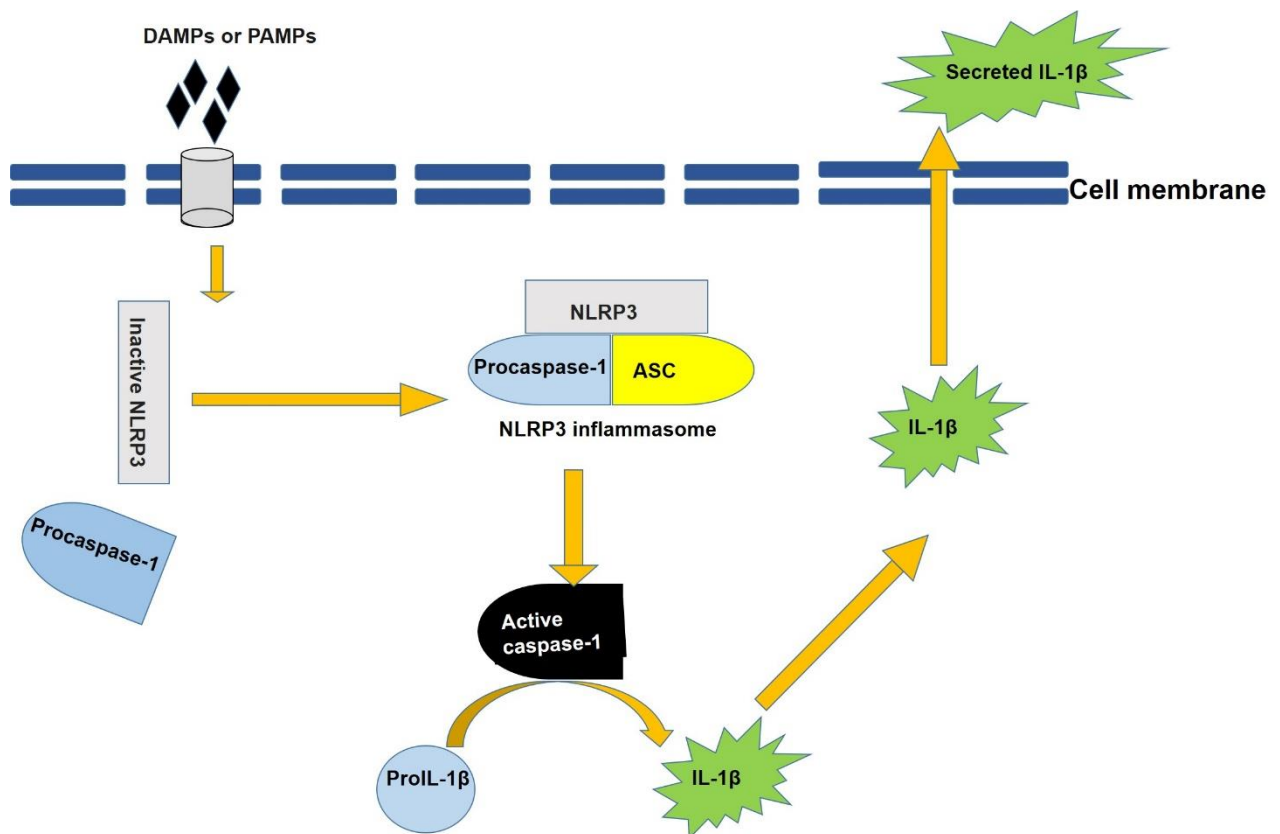 DAMPs or PAMPs
Secreted IL-1β
Cell membrane
Inactive NLRP3
NLRP3
Procaspase-1
ASC
NLRP3 inflammasome
IL-1β
Procaspase-1
Active
caspase-1
ProIL-1β
IL-1β